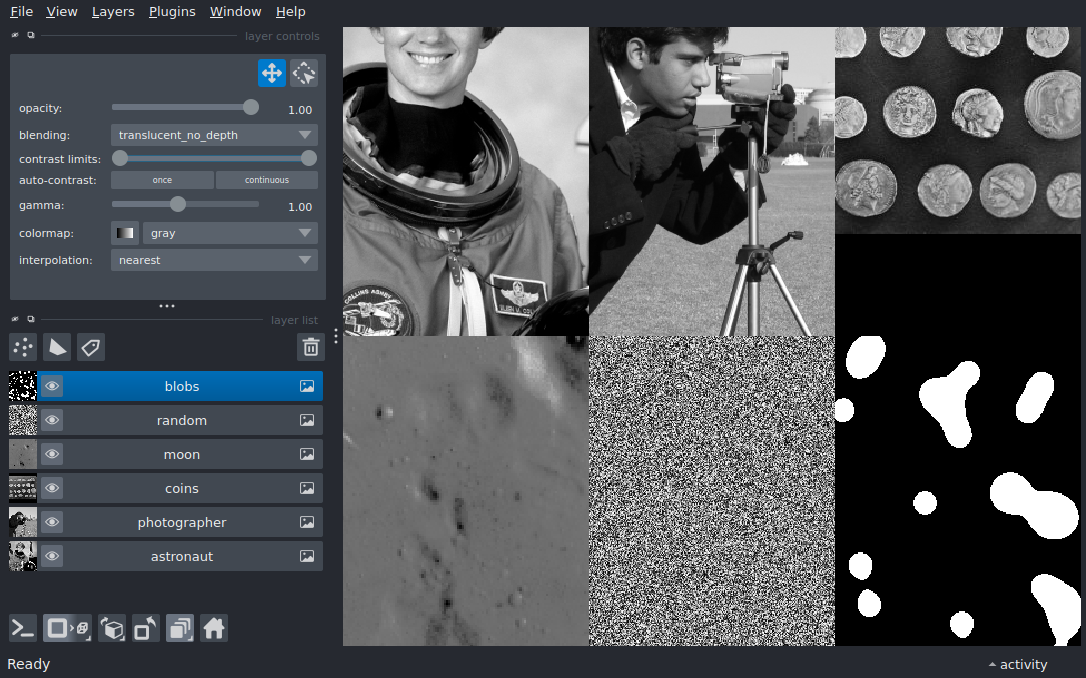 File View Layers Plugins Window Help
layer controls
opacity: 1.00
blending: translucent_no_depth
contrast limits:
auto-contrast: once continuous
gamma: 1.00
colormap: gray
interpolation: nearest
layer list
blobs
random
moon
coins
photographer
astronaut
Ready
activity